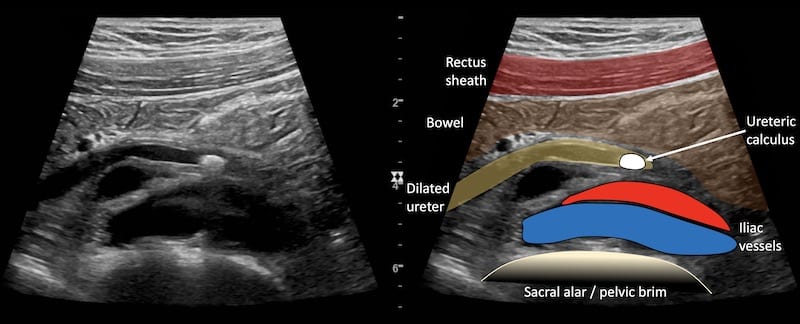 Rectus
sheath
2
Bowel
Ureteric
calculus
4
Dilated
ureter
Iliac
vessels
6
Sacral alar / pelvic brim